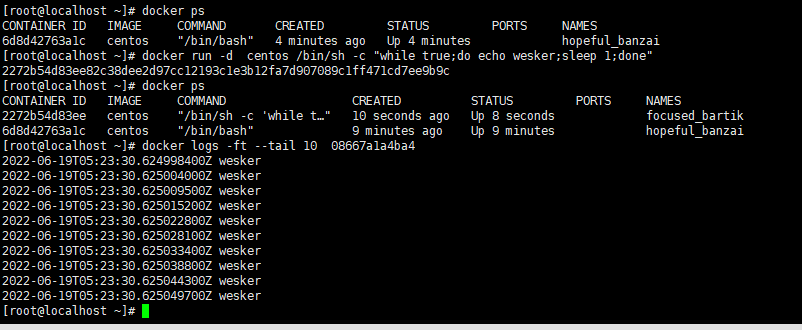 [root@localhost ~]# docker ps
CONTAINER ID   IMAGE     COMMAND       CREATED         STATUS         PORTS     NAMES
6d8d42763a1c   centos    "/bin/bash"   4 minutes ago   Up 4 minutes             hopeful_banzai
[root@localhost ~]# docker run -d  centos /bin/sh -c "while true;do echo wesker;sleep 1;done"
2272b54d83ee82c38dee2d97cc12193c1e3b12fa7d907089c1ff471cd7ee9b9c
[root@localhost ~]# docker ps
CONTAINER ID   IMAGE     COMMAND                  CREATED          STATUS         PORTS     NAMES
2272b54d83ee   centos    "/bin/sh -c 'while t…"   10 seconds ago   Up 8 seconds             focused_bartik
6d8d42763a1c   centos    "/bin/bash"              9 minutes ago    Up 9 minutes             hopeful_banzai
[root@localhost ~]# docker logs -ft --tail 10  08667a1a4ba4
2022-06-19T05:23:30.624998400Z wesker
2022-06-19T05:23:30.625004000Z wesker
2022-06-19T05:23:30.625009500Z wesker
2022-06-19T05:23:30.625015200Z wesker
2022-06-19T05:23:30.625022800Z wesker
2022-06-19T05:23:30.625028100Z wesker
2022-06-19T05:23:30.625033400Z wesker
2022-06-19T05:23:30.625038800Z wesker
2022-06-19T05:23:30.625044300Z wesker
2022-06-19T05:23:30.625049700Z wesker
[root@localhost ~]#